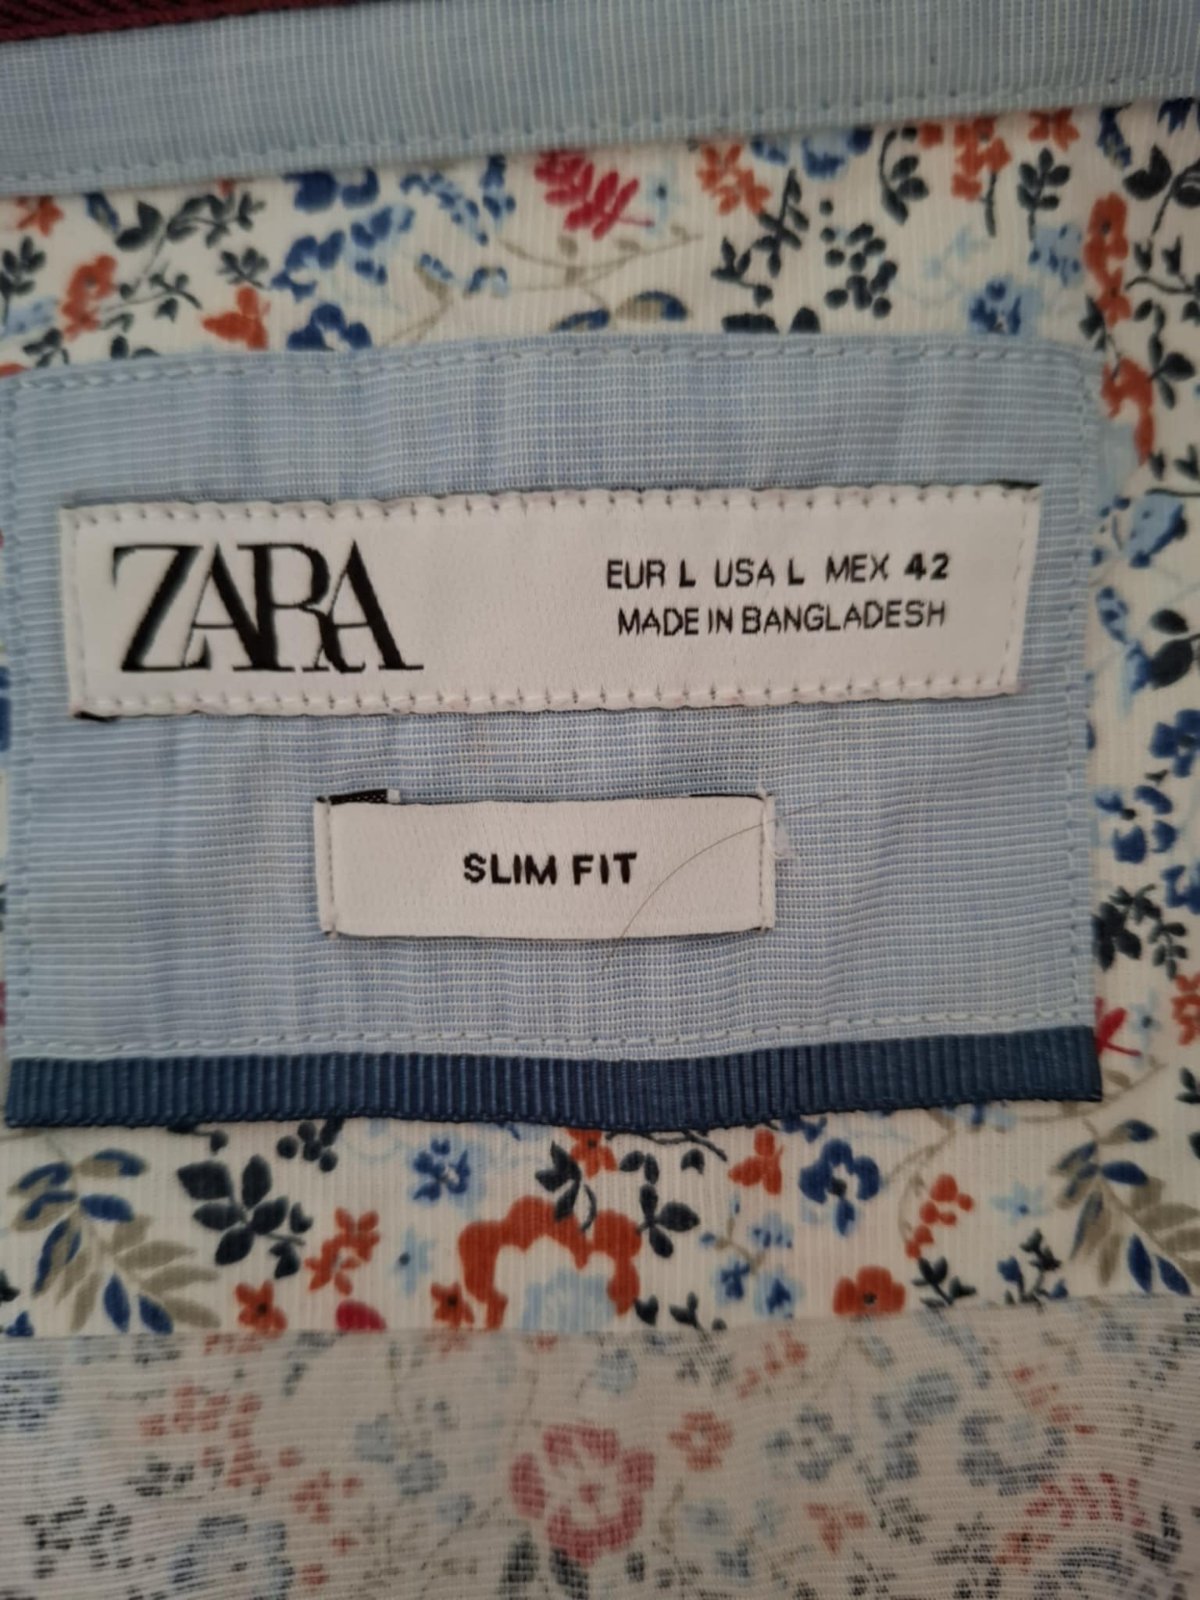 ZARA
EUR L USA L MEX 42
MADE IN BANGLADESH
SLIM FIT